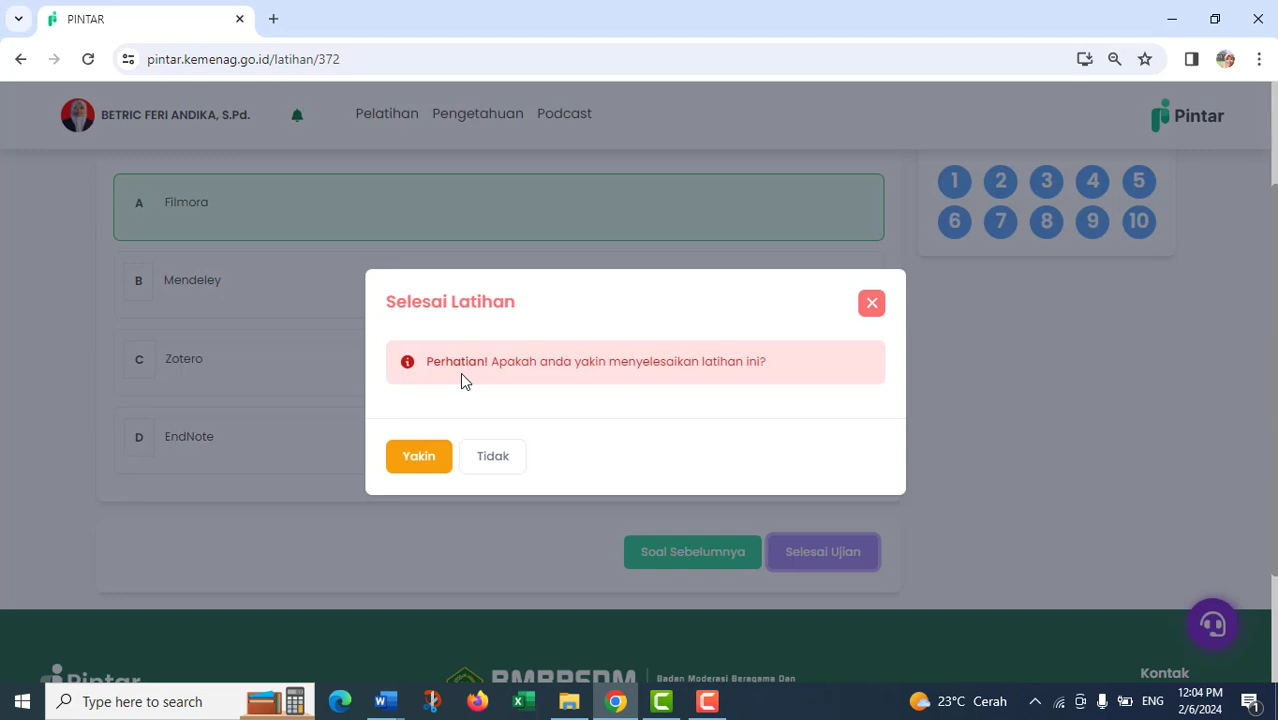 PINTAR
pintar.kemenag.go.id/latihan/372
BETRIC FERI ANDIKA, S.Pd.
Pelatihan
Pengetahuan
Podcast
Pintar
A Filmora
B Mendeley
C Zotero
D EndNote
1 2 3 4 5
6 7 8 9 10
Selesai Latihan
Perhatian! Apakah anda yakin menyelesaikan latihan ini?
Yakin
Tidak
Soal Sebelumnya
Selesai Ujian
Pintar
BMBPSDM
Badan Moderasi Beragama Dan
Kontak
Type here to search
23°C Cerah
ENG
12:04 PM
2/6/2024
1